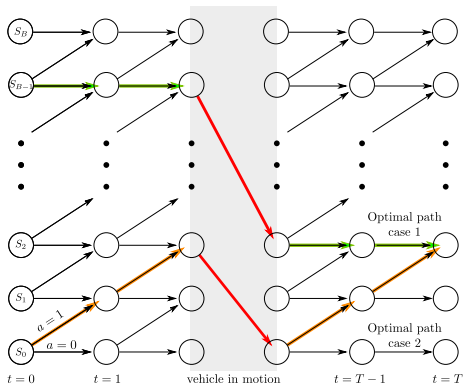 S_B
S_{B-1}
S_2
Optimal path
case 1
S_1
a = 1
Optimal path
case 2
S_0
a = 0
t = 0
t = 1
vehicle in motion
t = T − 1
t = T